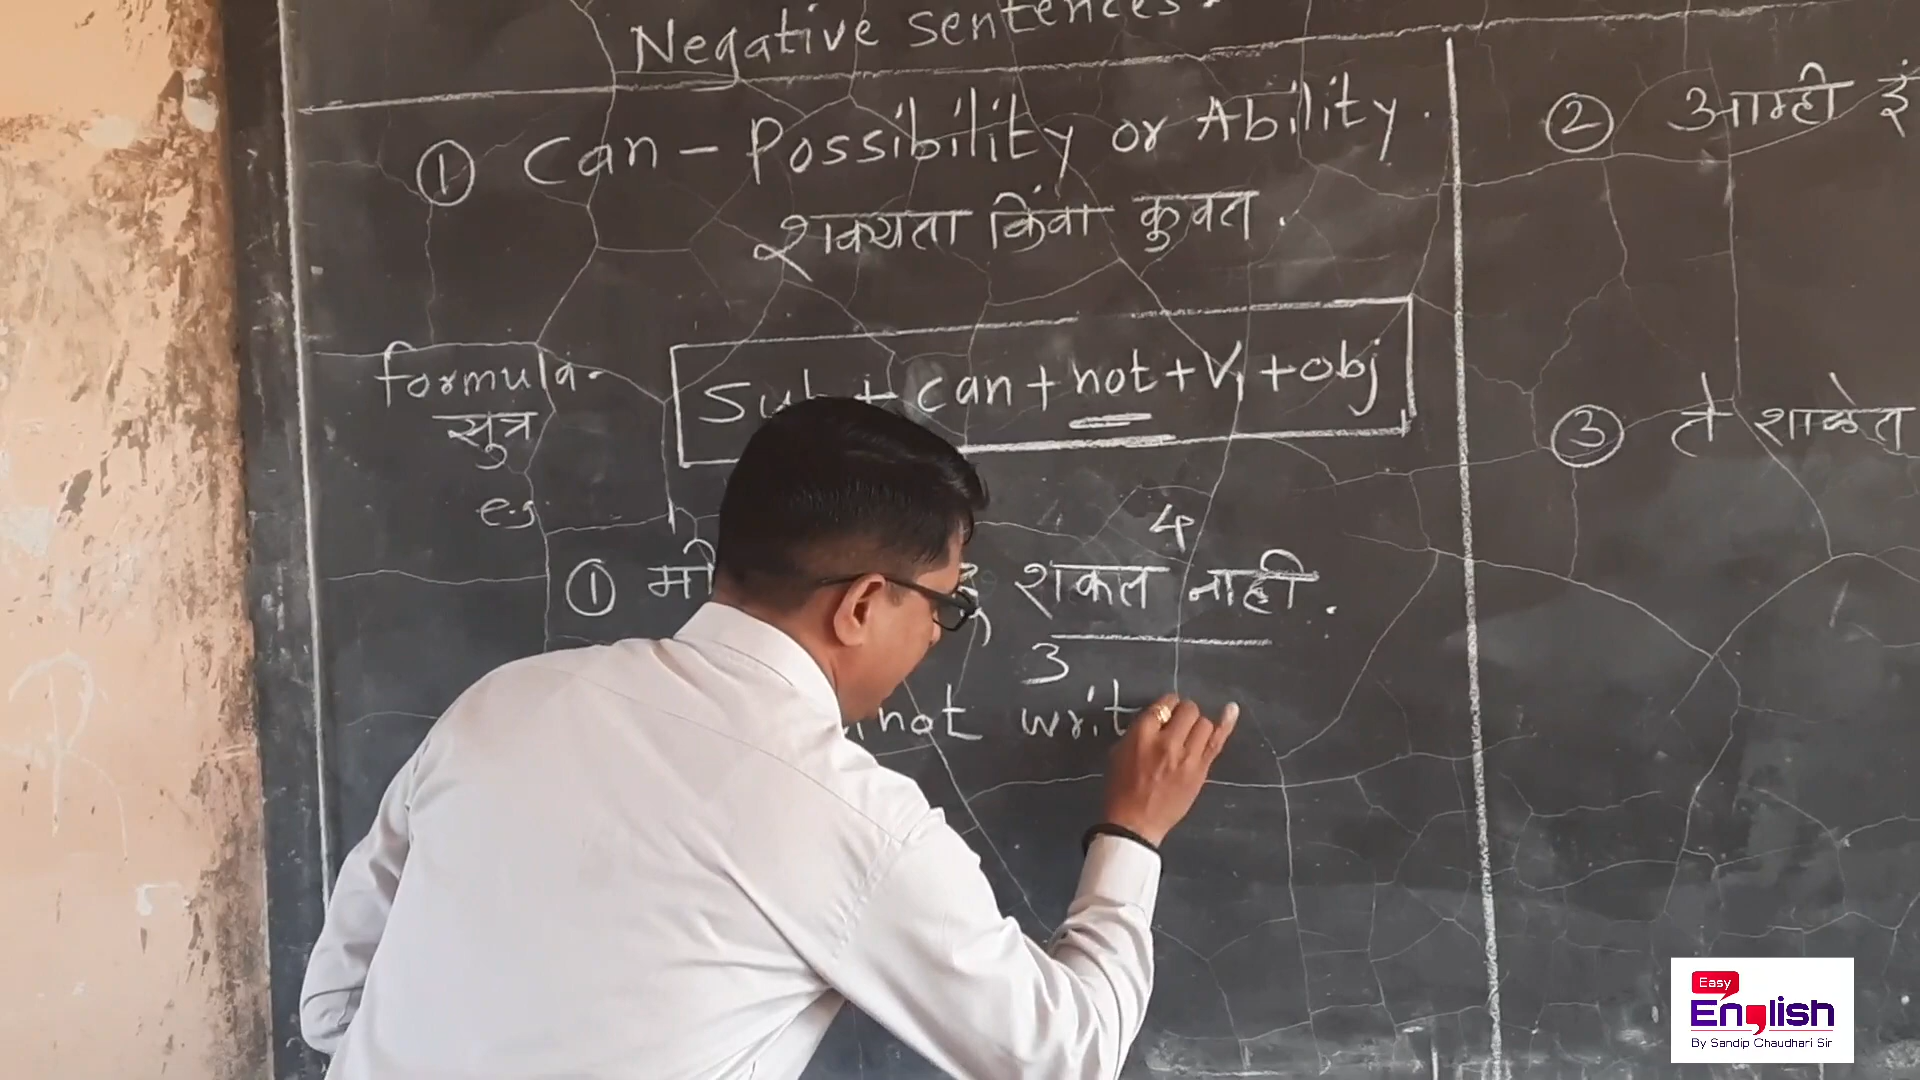 Negative sentences.
① Can - Possibility or Ability.
शक्यता किंवा कुवत.
formula-
सुत्र
Sub + can + not + V₁ + obj
e.g
4
① मी शकत नाही.
3
not writ
② आम्ही इं
③ ते शाळेत
Easy
English
By Sandip Chaudhari Sir